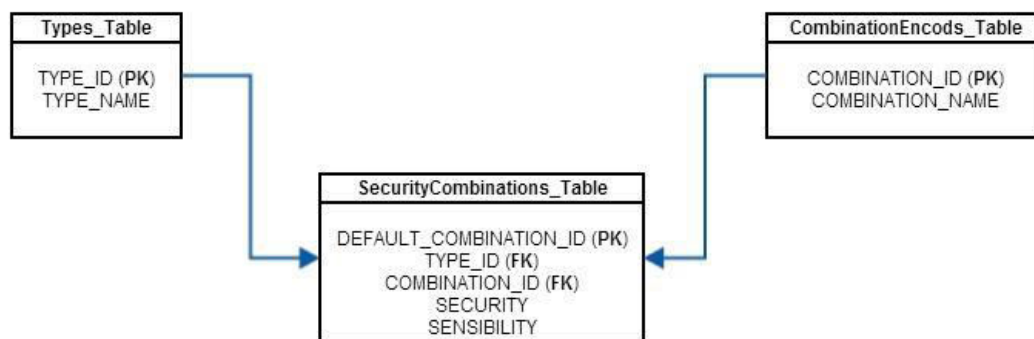 Types_Table
TYPE_ID (PK)
TYPE_NAME
CombinationEncods_Table
COMBINATION_ID (PK)
COMBINATION_NAME
SecurityCombinations_Table
DEFAULT_COMBINATION_ID (PK)
TYPE_ID (FK)
COMBINATION_ID (FK)
SECURITY
SENSIBILITY